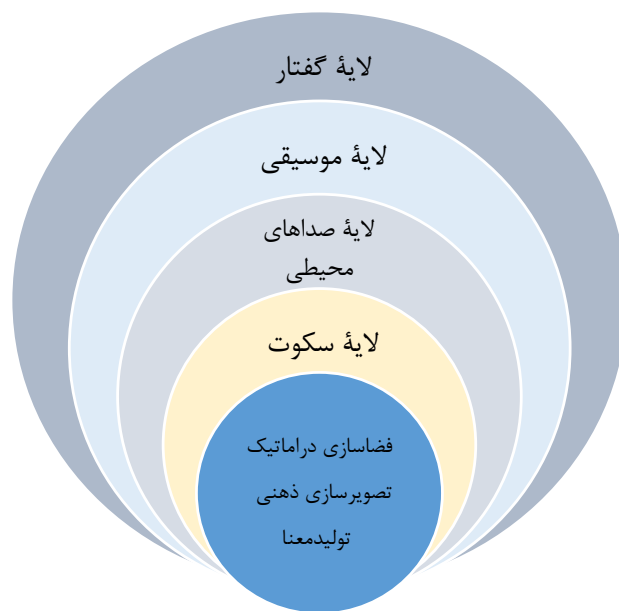 لایۀ گفتار
لایۀ موسیقی
لایۀ صداهای
محیطی
لایۀ سکوت
فضاسازی دراماتیک
تصویرسازی ذهنی
تولیدمعنا